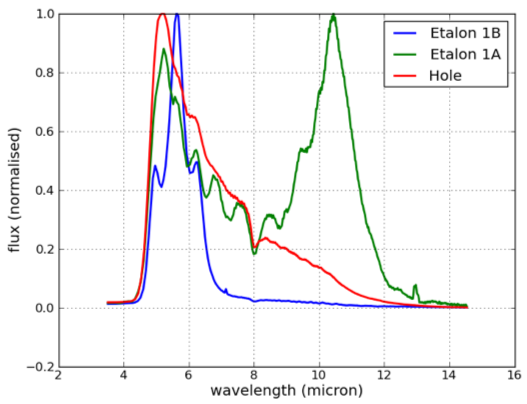 1.0
0.8
0.6
0.4
0.2
0.0
−0.2
flux (normalised)
Etalon 1B
Etalon 1A
Hole
2 4 6 8 10 12 14 16
wavelength (micron)